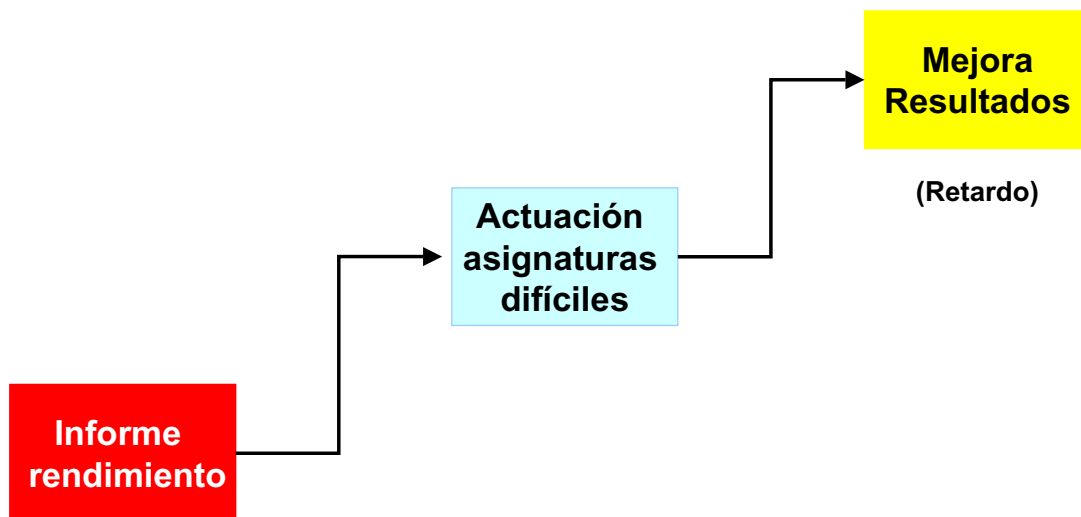 Mejora
Resultados
(Retardo)
Actuación
asignaturas
difíciles
Informe
rendimiento